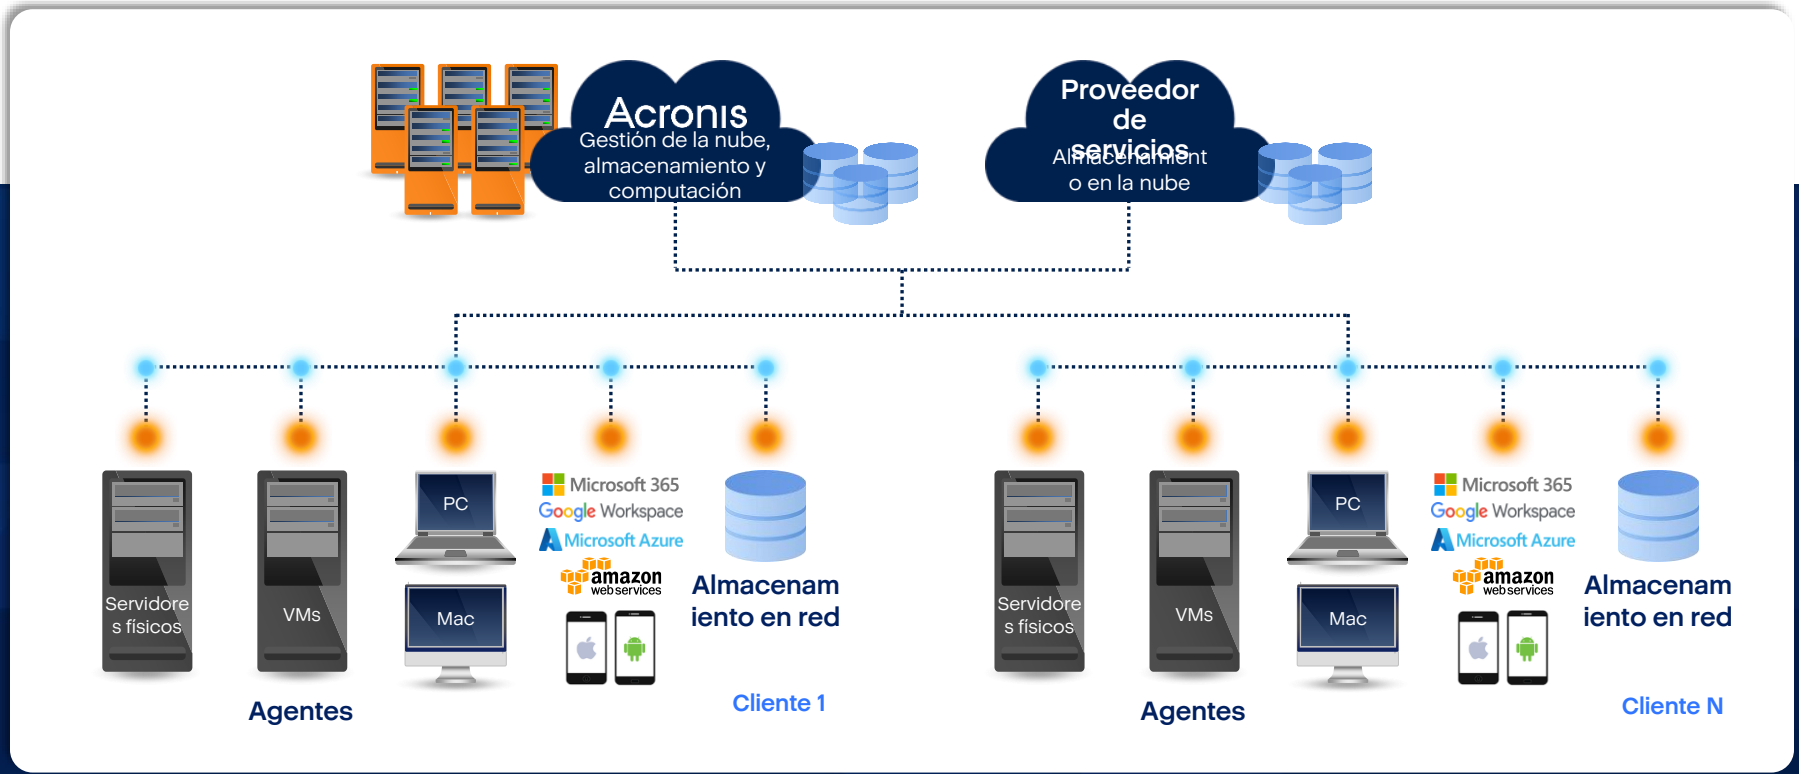 Acronis
Gestión de la nube,
almacenamiento y
computación
Proveedor
de
servicios
Almacenamient
o en la nube
PC
Microsoft 365
Google Workspace
Microsoft Azure
amazon
web services
Servidore
s físicos
VMs
Mac
Almacenam
iento en red
Agentes
Cliente 1
PC
Microsoft 365
Google Workspace
Microsoft Azure
amazon
web services
Servidore
s físicos
VMs
Mac
Almacenam
iento en red
Agentes
Cliente N